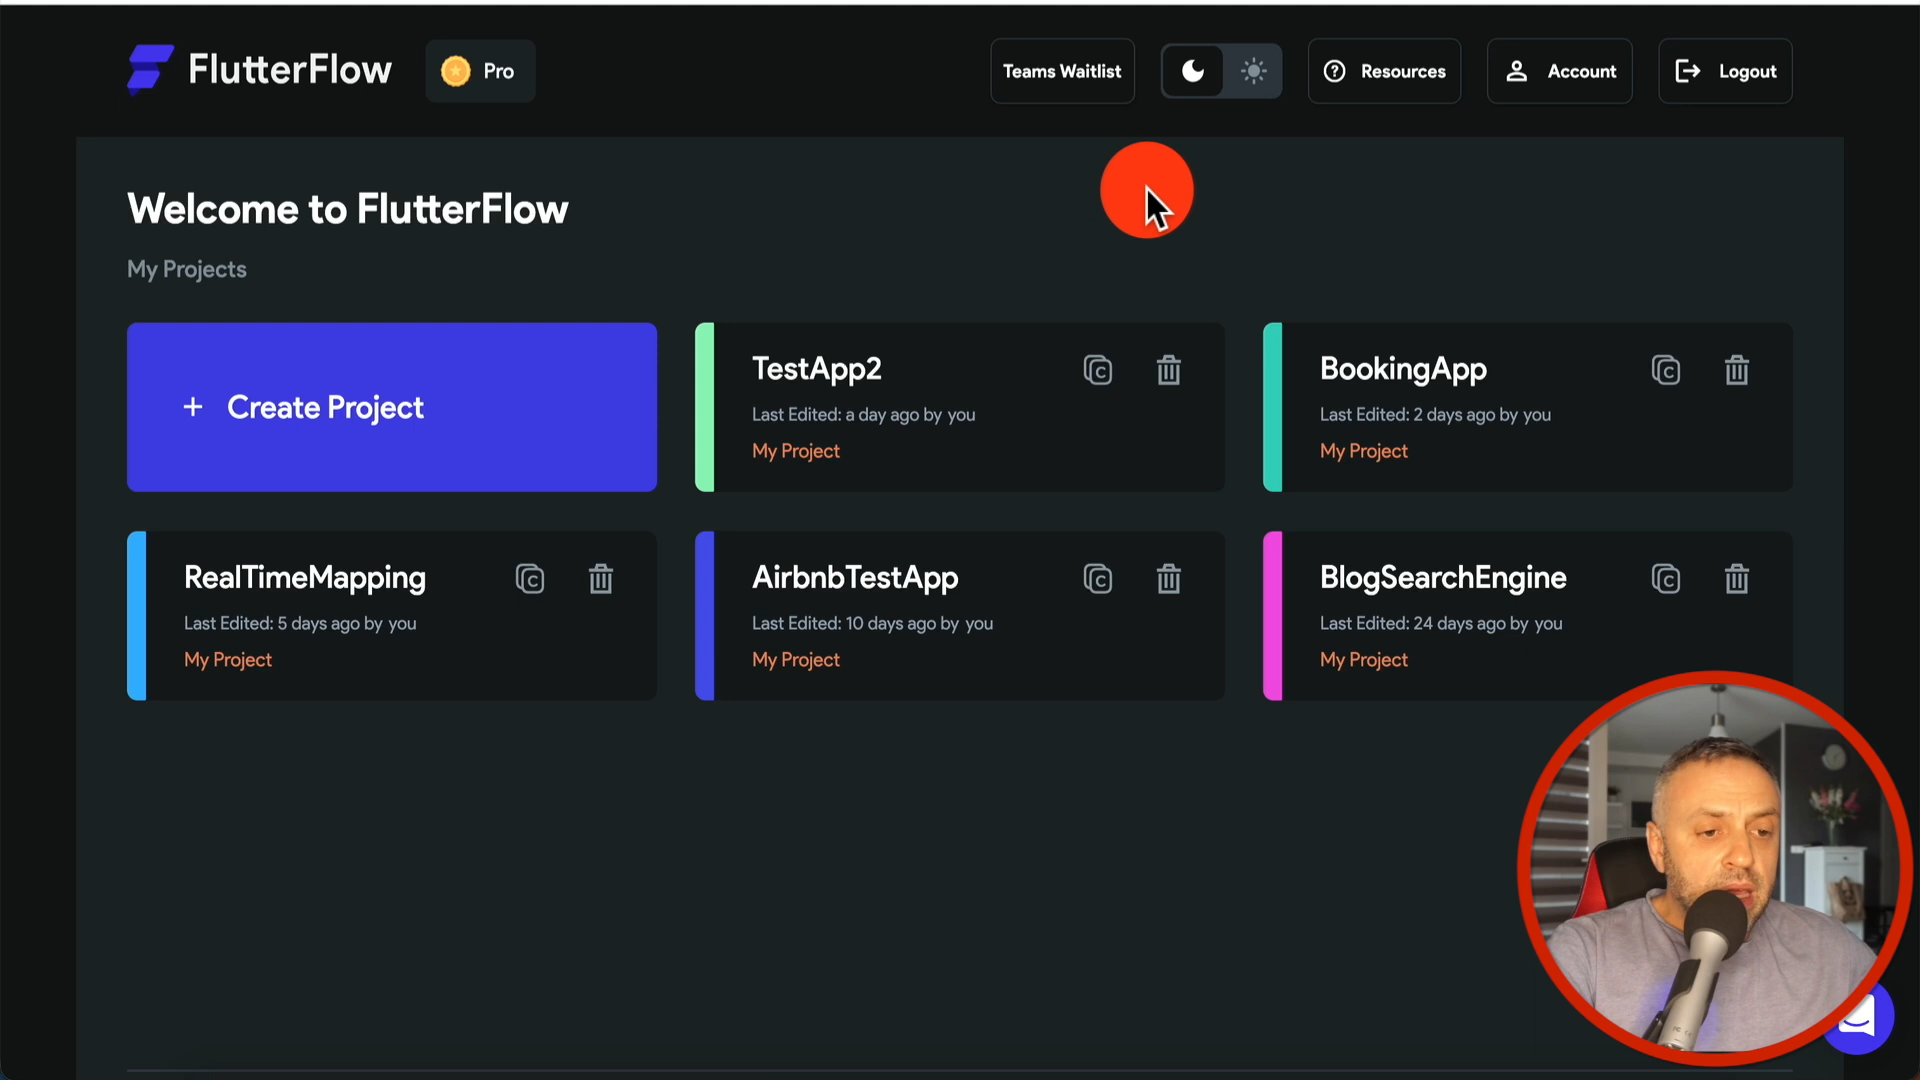 FlutterFlow
Pro
Teams Waitlist
Resources
Account
Logout
Welcome to FlutterFlow
My Projects
+ Create Project
TestApp2
Last Edited: a day ago by you
My Project
BookingApp
Last Edited: 2 days ago by you
My Project
RealTimeMapping
Last Edited: 5 days ago by you
My Project
AirbnbTestApp
Last Edited: 10 days ago by you
My Project
BlogSearchEngine
Last Edited: 24 days ago by you
My Project